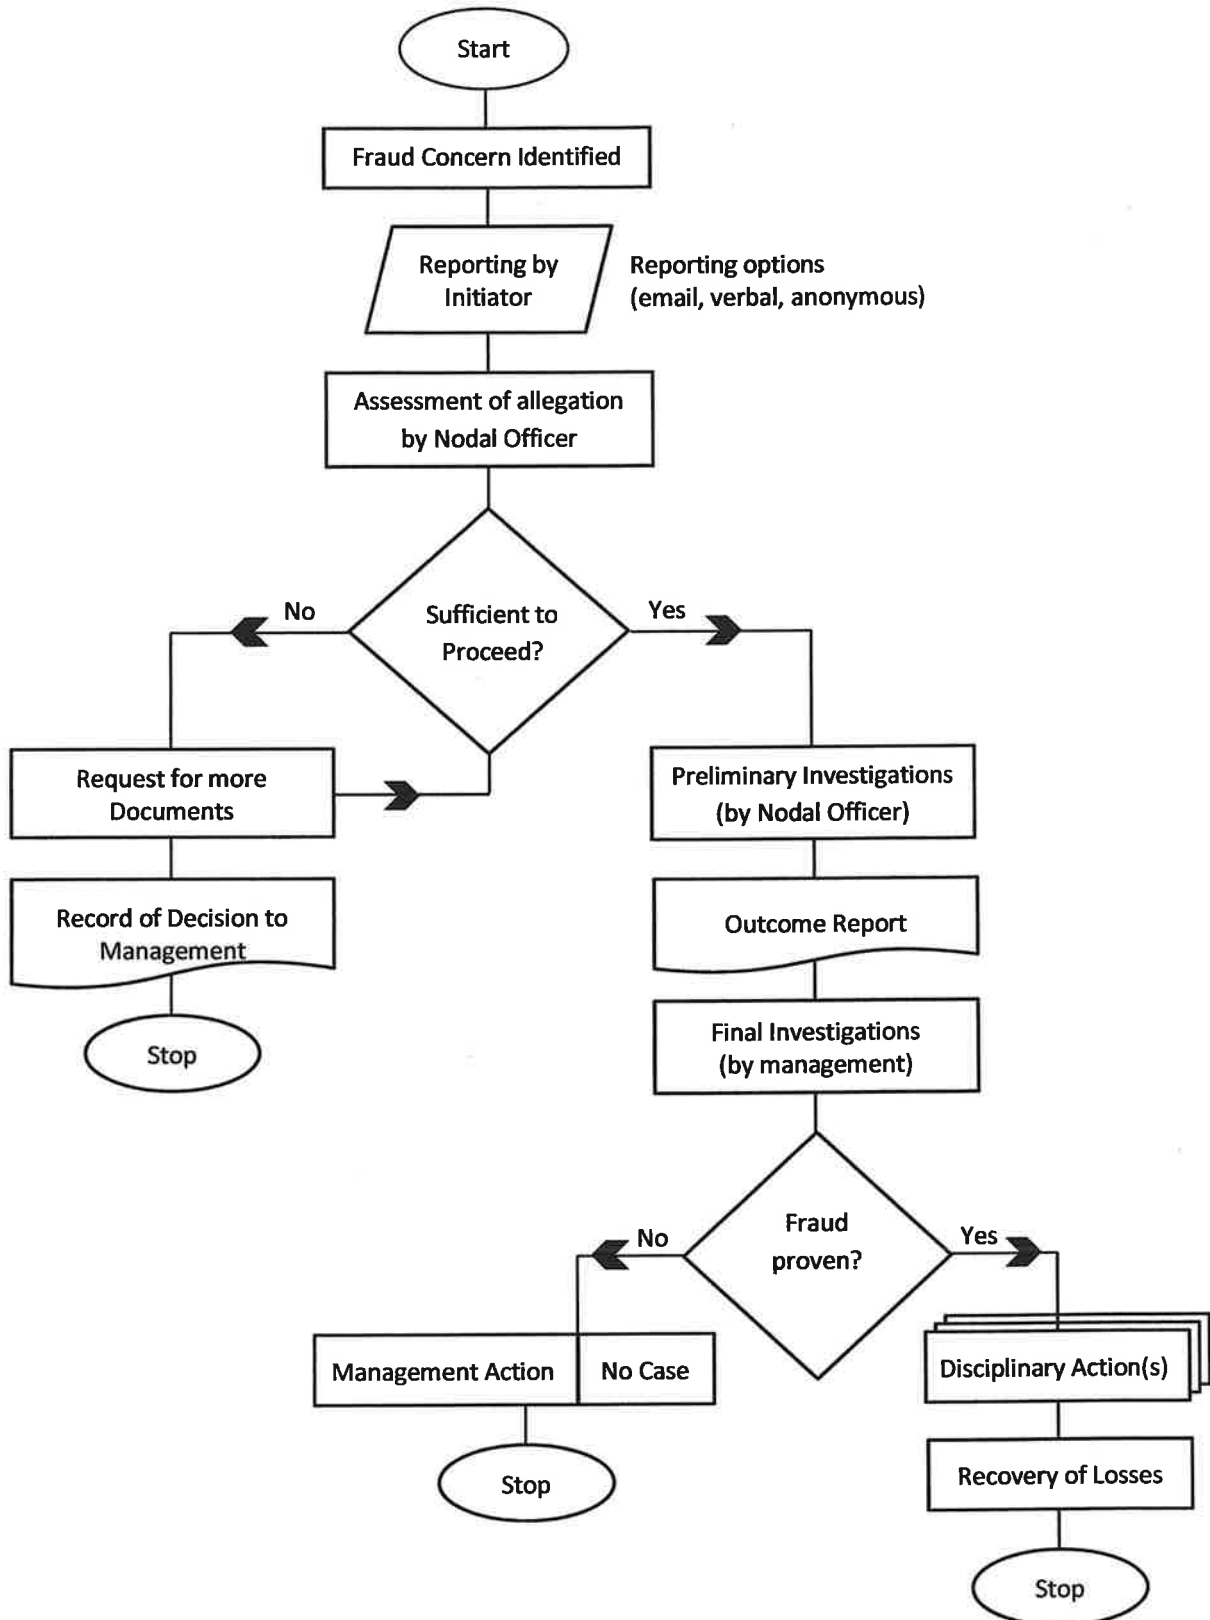 Start
Fraud Concern Identified
Reporting by
Initiator
Reporting options
(email, verbal, anonymous)
Assessment of allegation
by Nodal Officer
Sufficient to
Proceed?
No
Yes
Request for more
Documents
Record of Decision to
Management
Stop
Preliminary Investigations
(by Nodal Officer)
Outcome Report
Final Investigations
(by management)
Fraud
proven?
No
Yes
Management Action
No Case
Stop
Disciplinary Action(s)
Recovery of Losses
Stop